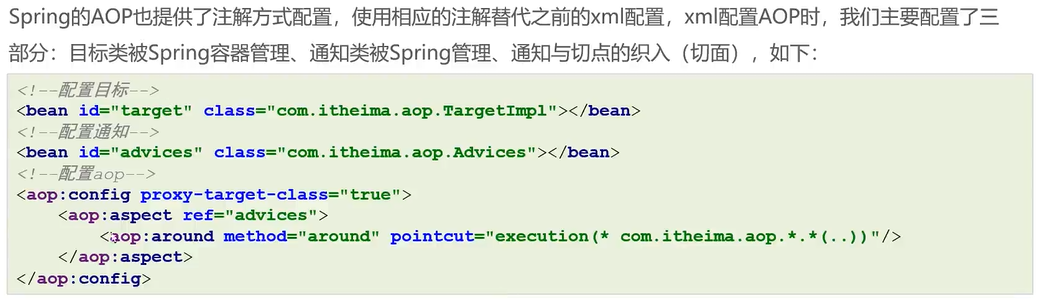 Spring的AOP也提供了注解方式配置，使用相应的注解替代之前的xml配置，xml配置AOP时，我们主要配置了三
部分：目标类被Spring容器管理、通知类被Spring管理、通知与切点的织入（切面），如下：
<!--配置目标-->
<bean id="target" class="com.itheima.aop.TargetImpl"></bean>
<!--配置通知-->
<bean id="advices" class="com.itheima.aop.Advices"></bean>
<!--配置aop-->
<aop:config proxy-target-class="true">
    <aop:aspect ref="advices">
        <aop:around method="around" pointcut="execution(* com.itheima.aop.*.*(..))"/>
    </aop:aspect>
</aop:config>